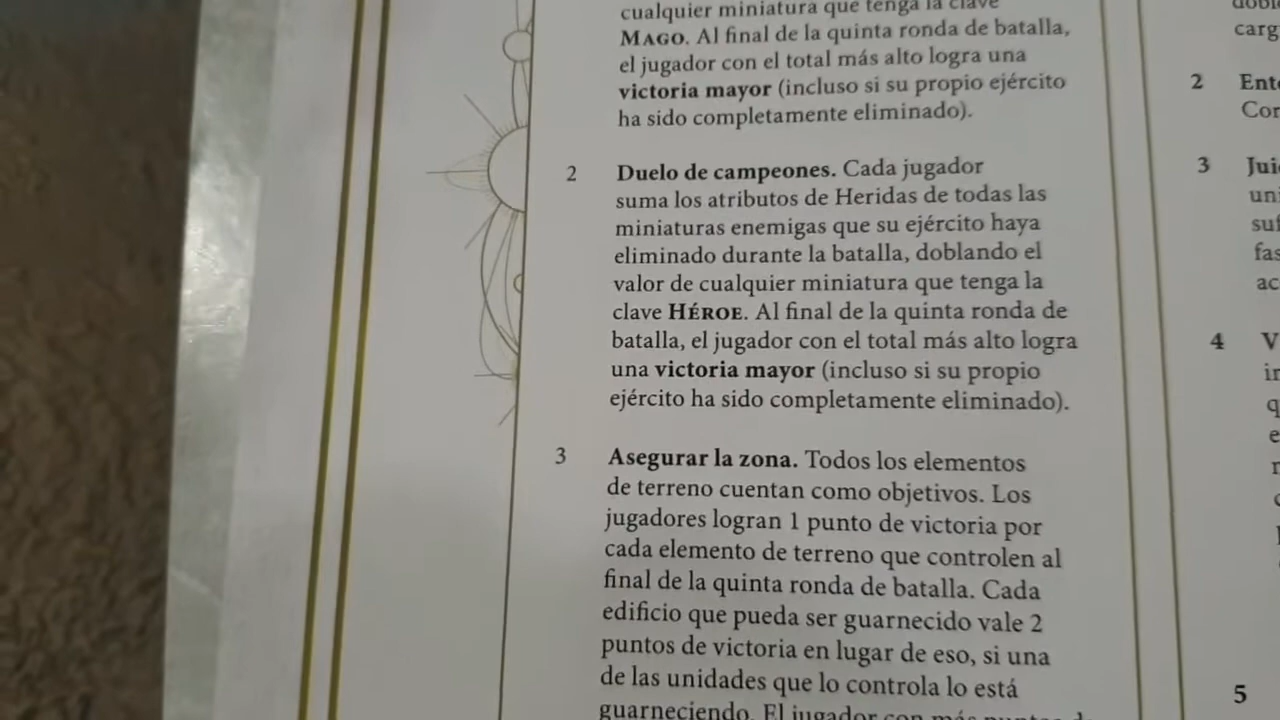 cualquier miniatura que tenga la clave
MAGO. Al final de la quinta ronda de batalla,
el jugador con el total más alto logra una
victoria mayor (incluso si su propio ejército
ha sido completamente eliminado).
2 Duelo de campeones. Cada jugador
suma los atributos de Heridas de todas las
miniaturas enemigas que su ejército haya
eliminado durante la batalla, doblando el
valor de cualquier miniatura que tenga la
clave HÉROE. Al final de la quinta ronda de
batalla, el jugador con el total más alto logra
una victoria mayor (incluso si su propio
ejército ha sido completamente eliminado).
3 Asegurar la zona. Todos los elementos
de terreno cuentan como objetivos. Los
jugadores logran 1 punto de victoria por
cada elemento de terreno que controlen al
final de la quinta ronda de batalla. Cada
edificio que pueda ser guarnecido vale 2
puntos de victoria en lugar de eso, si una
de las unidades que lo controla lo está
guarneciendo. El jugador con más puntos
2
3
4
5